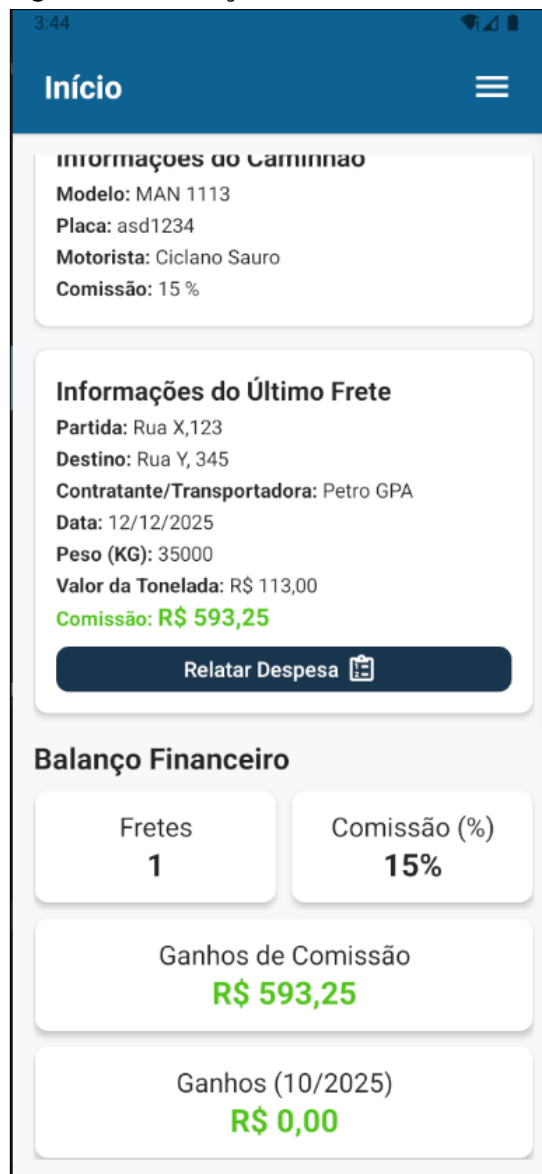 3:44
Início
Informações do Caminhão
Modelo: MAN 1113
Placa: asd1234
Motorista: Ciclano Sauro
Comissão: 15 %
Informações do Último Frete
Partida: Rua X,123
Destino: Rua Y, 345
Contratante/Transportadora: Petro GPA
Data: 12/12/2025
Peso (KG): 35000
Valor da Tonelada: R$ 113,00
Comissão: R$ 593,25
Relatar Despesa
Balanço Financeiro
Fretes
1
Comissão (%)
15%
Ganhos de Comissão
R$ 593,25
Ganhos (10/2025)
R$ 0,00